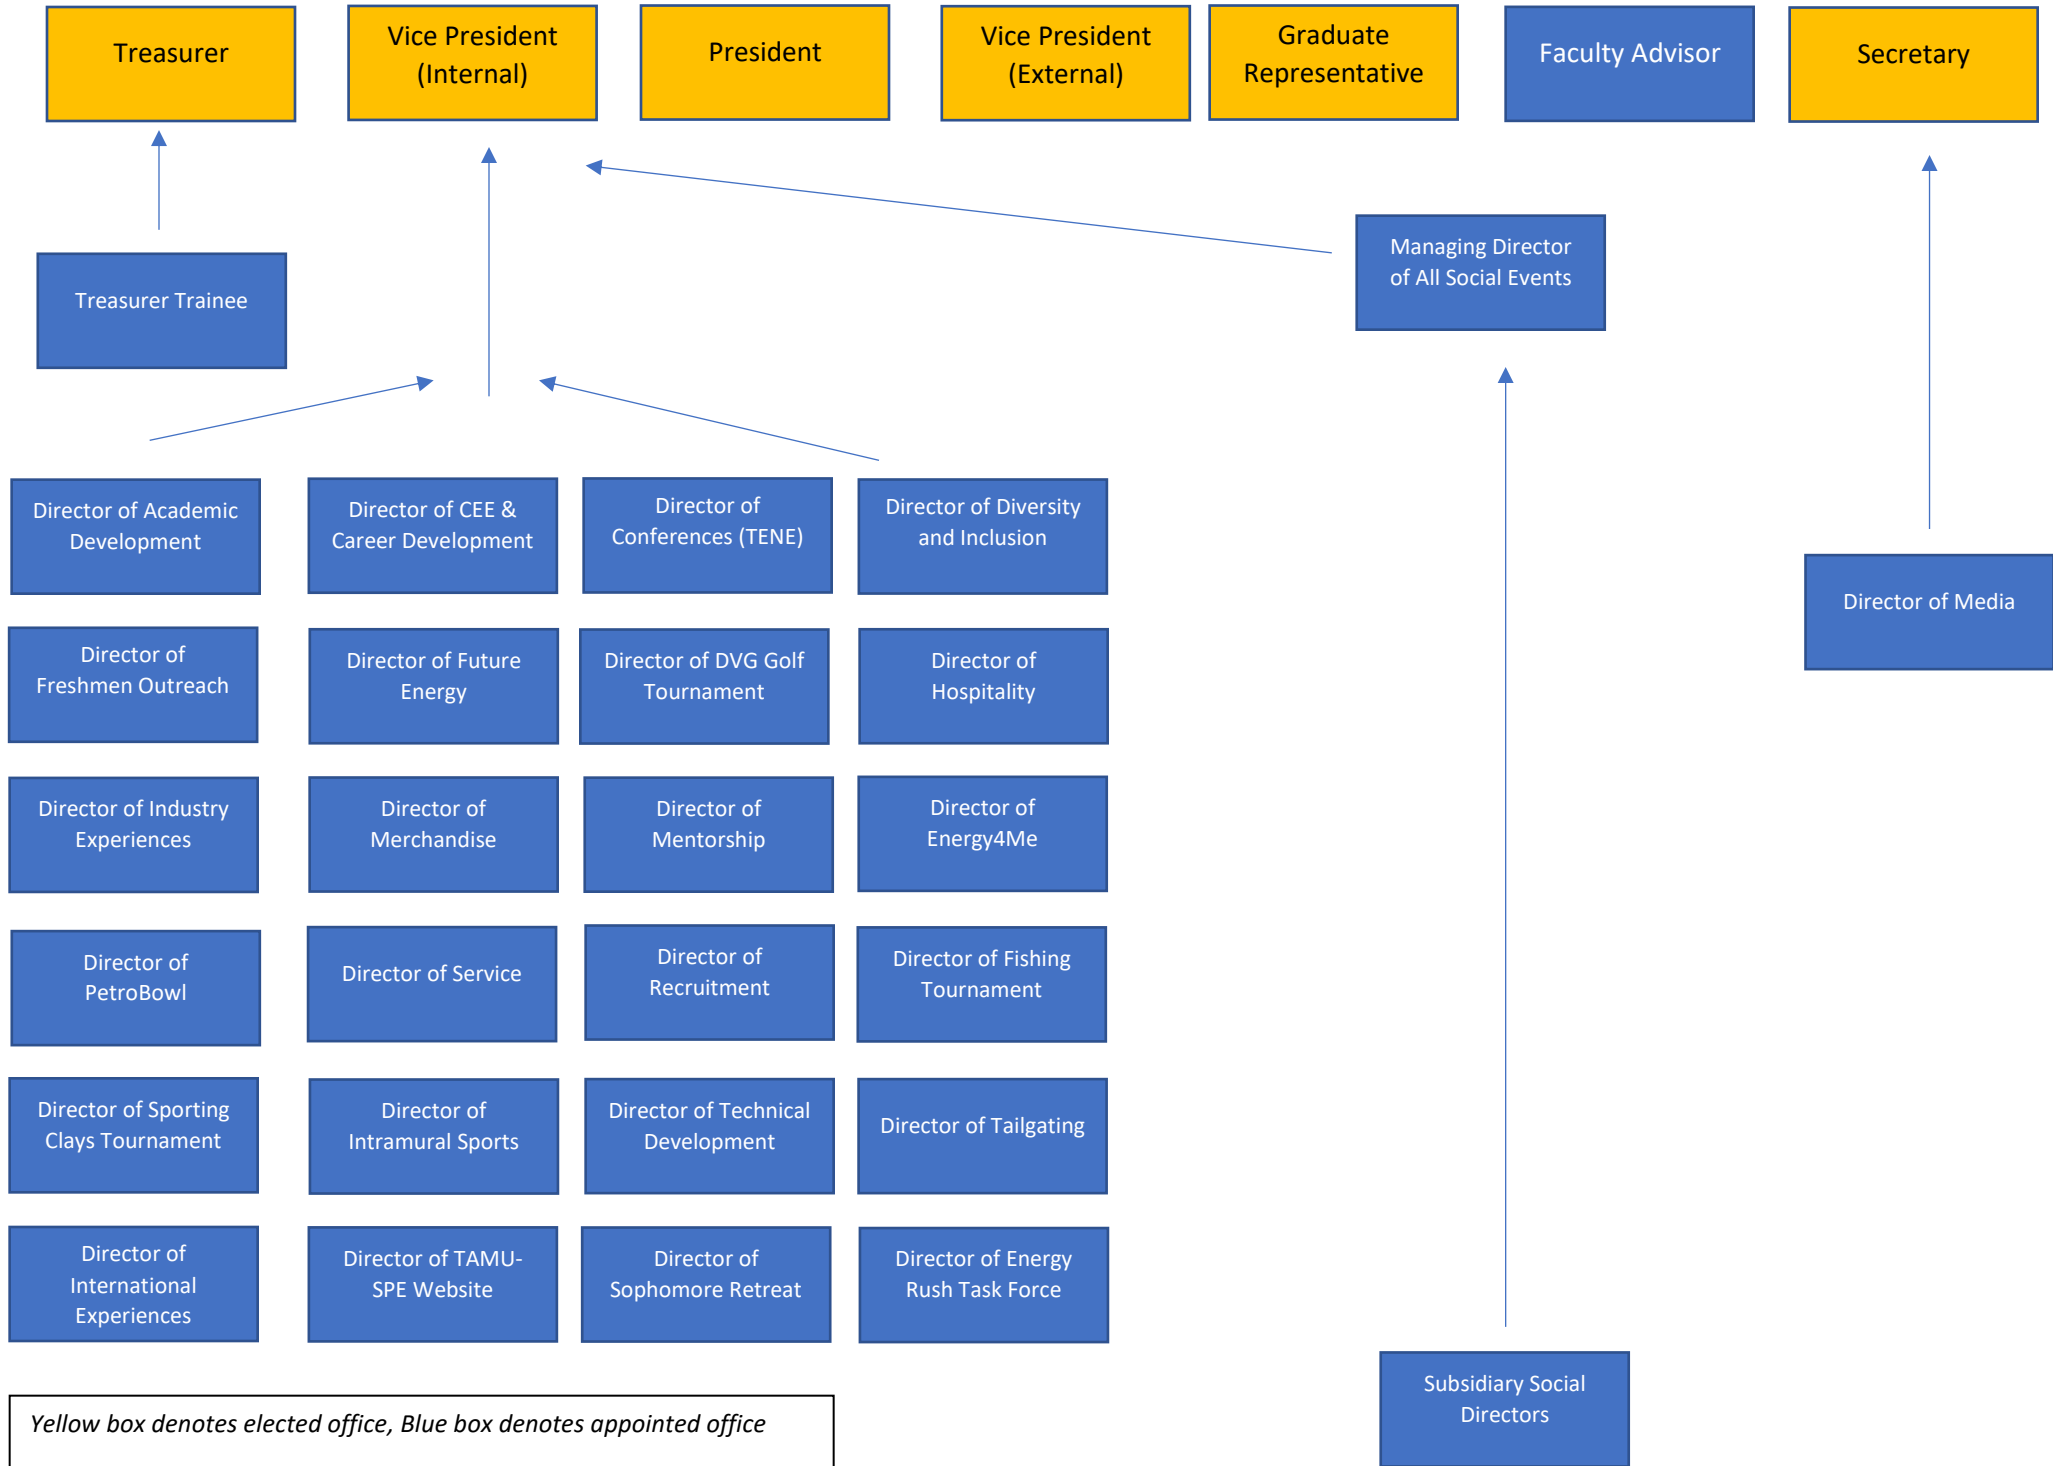 Treasurer
Vice President
(Internal)
President
Vice President
(External)
Graduate
Representative
Faculty Advisor
Secretary
Treasurer Trainee
Managing Director
of All Social Events
Director of Academic
Development
Director of CEE &
Career Development
Director of
Conferences (TENE)
Director of Diversity
and Inclusion
Director of Media
Director of
Freshmen Outreach
Director of Future
Energy
Director of DVG Golf
Tournament
Director of
Hospitality
Director of Industry
Experiences
Director of
Merchandise
Director of
Mentorship
Director of
Energy4Me
Director of
PetroBowl
Director of Service
Director of
Recruitment
Director of Fishing
Tournament
Director of Sporting
Clays Tournament
Director of
Intramural Sports
Director of Technical
Development
Director of Tailgating
Director of
International
Experiences
Director of TAMU-
SPE Website
Director of
Sophomore Retreat
Director of Energy
Rush Task Force
Subsidiary Social
Directors
Yellow box denotes elected office, Blue box denotes appointed office